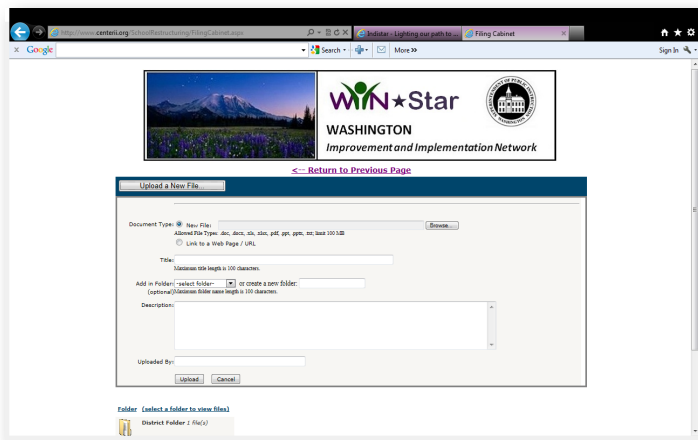 http://www.centerii.org/SchoolRestructuring/FilingCabinet.aspx
Indistar - Lighting our path to ...
Filing Cabinet
x Google
Search
More >>
Sign In
WIN★Star
WASHINGTON
Improvement and Implementation Network
<-- Return to Previous Page
Upload a New File...
Document Type: New File: Browse...
Allowed File Types: .doc, .docx, .xls, .xlsx, .pdf, .ppt, .pptx, .txt; limit 100 MB
Link to a Web Page / URL
Title:
Maximum title length is 100 characters.
Add in Folder: -select folder- or create a new folder:
(optional) Maximum folder name length is 100 characters.
Description:
Uploaded By:
Upload Cancel
Folder (select a folder to view files)
District Folder 1 file(s)